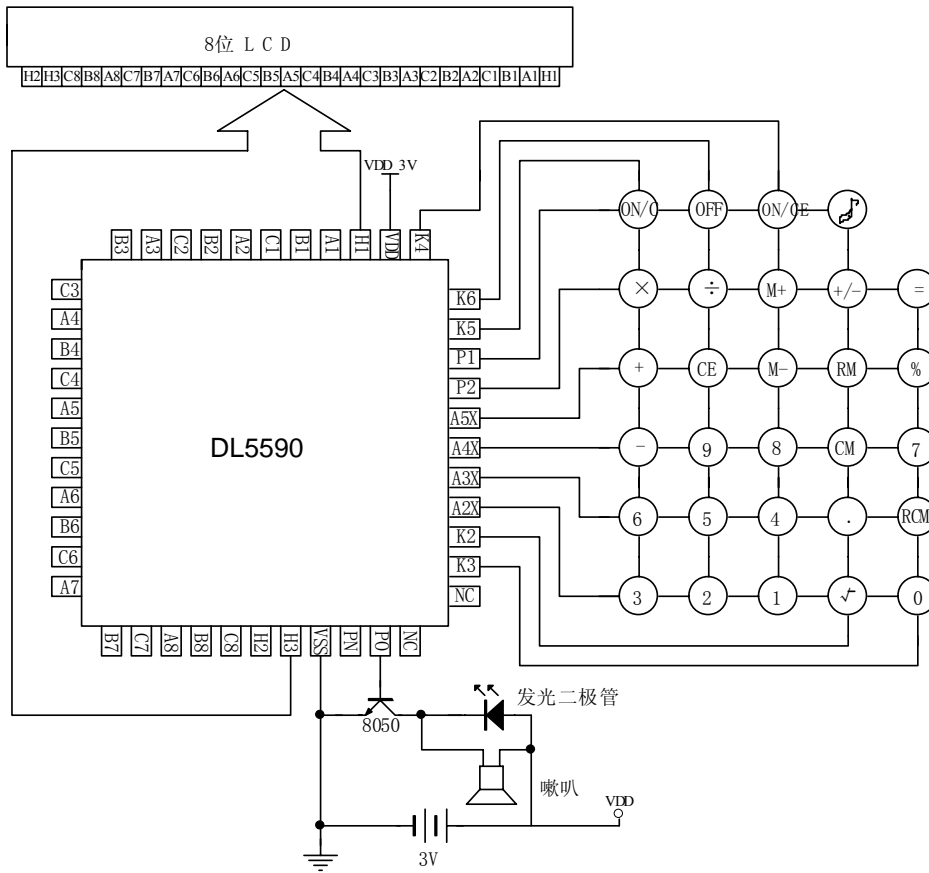 8位 L C D
H2 H3 C8 B8 A8 C7 B7 A7 C6 B6 A6 C5 B5 A5 C4 B4 A4 C3 B3 A3 C2 B2 A2 C1 B1 A1 H1
VDD 3V
B3 A3 C2 B2 A2 C1 B1 A1 H1 VDD K4
C3
A4
B4
C4
A5
B5
C5
A6
B6
C6
A7
DL5590
K6
K5
P1
P2
A5X
A4X
A3X
A2X
K2
K3
NC
B7 C7 A8 B8 C8 H2 H3 VSS PN PO NC
ON/C OFF ON/CE
× ÷ M+ +/- =
+ CE M- RM %
- 9 8 CM 7
6 5 4 . RCM
3 2 1 √ 0
8050
发光二极管
喇叭
VDD
3V